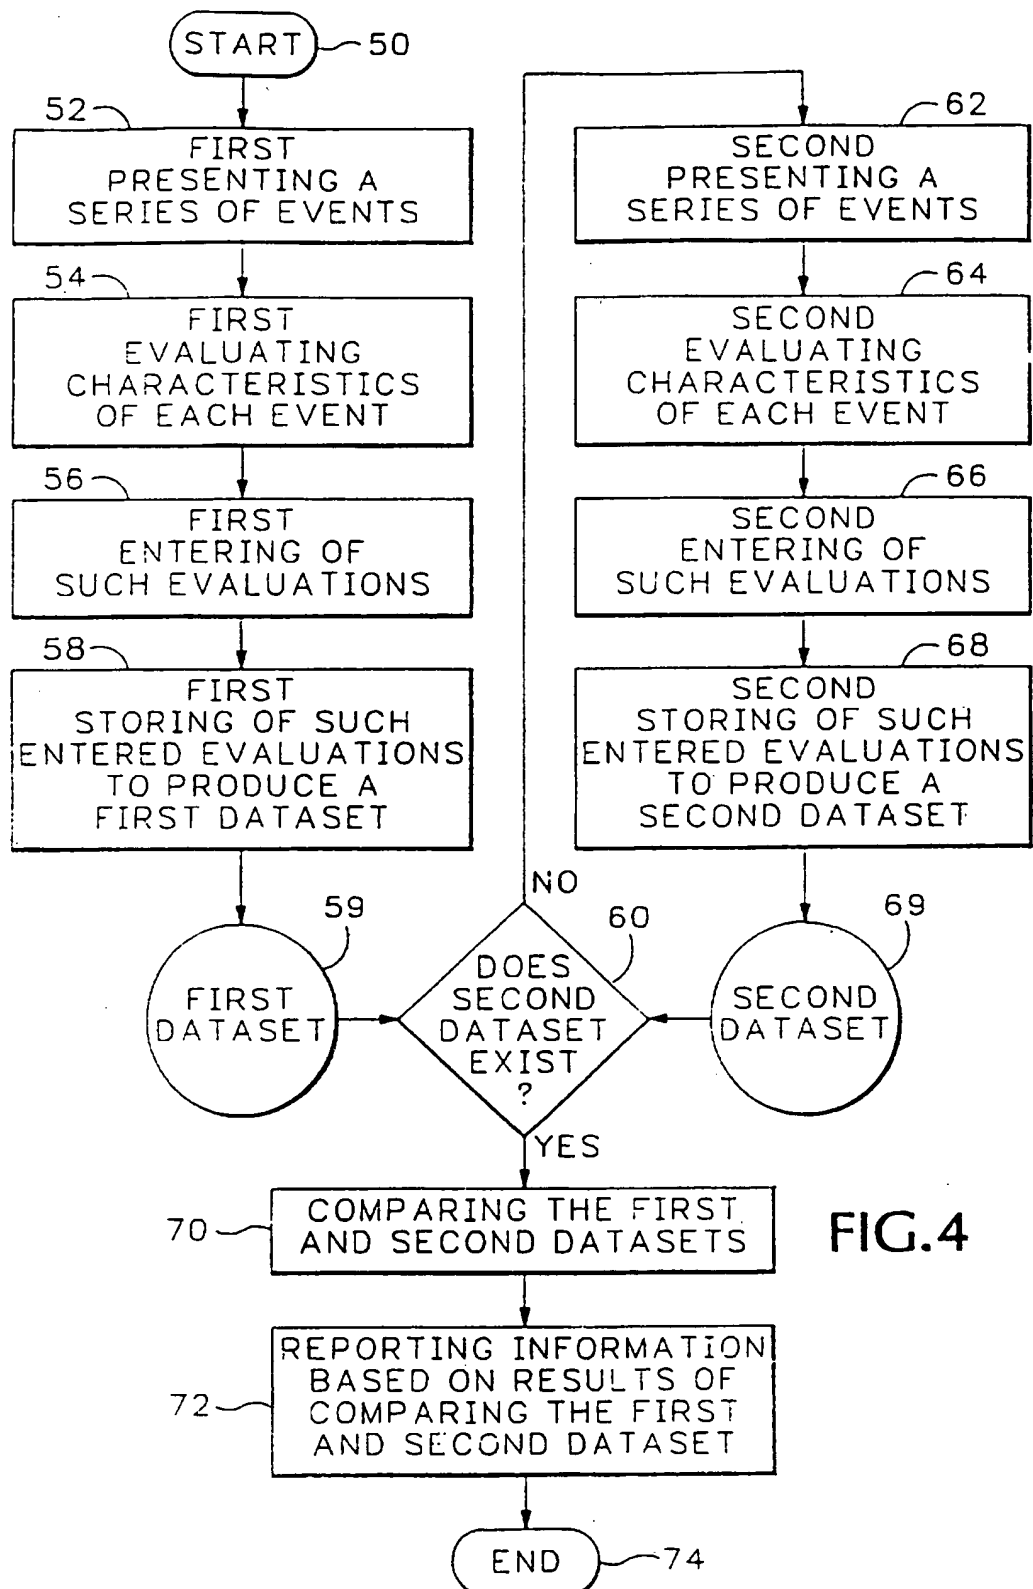 START
50
52
FIRST
PRESENTING A
SERIES OF EVENTS
54
FIRST
EVALUATING
CHARACTERISTICS
OF EACH EVENT
56
FIRST
ENTERING OF
SUCH EVALUATIONS
58
FIRST
STORING OF SUCH
ENTERED EVALUATIONS
TO PRODUCE A
FIRST DATASET
59
FIRST
DATASET
62
SECOND
PRESENTING A
SERIES OF EVENTS
64
SECOND
EVALUATING
CHARACTERISTICS
OF EACH EVENT
66
SECOND
ENTERING OF
SUCH EVALUATIONS
68
SECOND
STORING OF SUCH
ENTERED EVALUATIONS
TO PRODUCE A
SECOND DATASET
69
SECOND
DATASET
NO
60
DOES
SECOND
DATASET
EXIST
?
YES
70
COMPARING THE FIRST
AND SECOND DATASETS
FIG.4
72
REPORTING INFORMATION
BASED ON RESULTS OF
COMPARING THE FIRST
AND SECOND DATASET
END
74